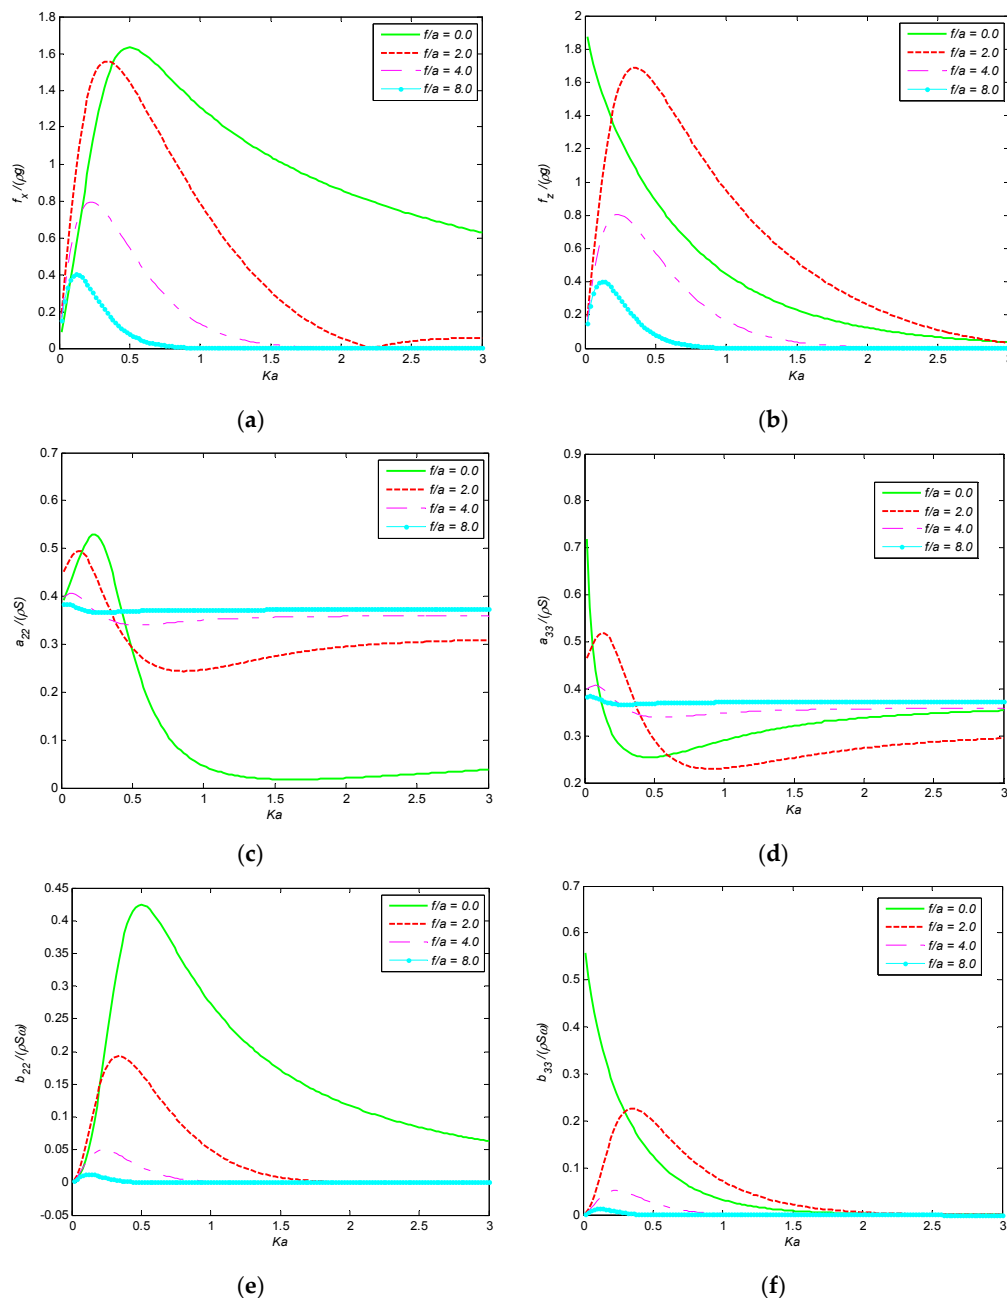 f_x/(ρg)
1.8
1.6
1.4
1.2
1
0.8
0.6
0.4
0.2
0
0 0.5 1 1.5 2 2.5 3
Ka
f/a = 0.0
f/a = 2.0
f/a = 4.0
f/a = 8.0
(a)
f_z/(ρg)
2
1.8
1.6
1.4
1.2
1
0.8
0.6
0.4
0.2
0
0 0.5 1 1.5 2 2.5 3
Ka
f/a = 0.0
f/a = 2.0
f/a = 4.0
f/a = 8.0
(b)
a_22/(ρS)
0.7
0.6
0.5
0.4
0.3
0.2
0.1
0
0 0.5 1 1.5 2 2.5 3
Ka
f/a = 0.0
f/a = 2.0
f/a = 4.0
f/a = 8.0
(c)
a_33/(ρS)
0.9
0.8
0.7
0.6
0.5
0.4
0.3
0.2
0 0.5 1 1.5 2 2.5 3
Ka
f/a = 0.0
f/a = 2.0
f/a = 4.0
f/a = 8.0
(d)
b_22/(ρSω)
0.45
0.4
0.35
0.3
0.25
0.2
0.15
0.1
0.05
0
-0.05
0 0.5 1 1.5 2 2.5 3
Ka
f/a = 0.0
f/a = 2.0
f/a = 4.0
f/a = 8.0
(e)
b_33/(ρSω)
0.7
0.6
0.5
0.4
0.3
0.2
0.1
0
0 0.5 1 1.5 2 2.5 3
Ka
f/a = 0.0
f/a = 2.0
f/a = 4.0
f/a = 8.0
(f)